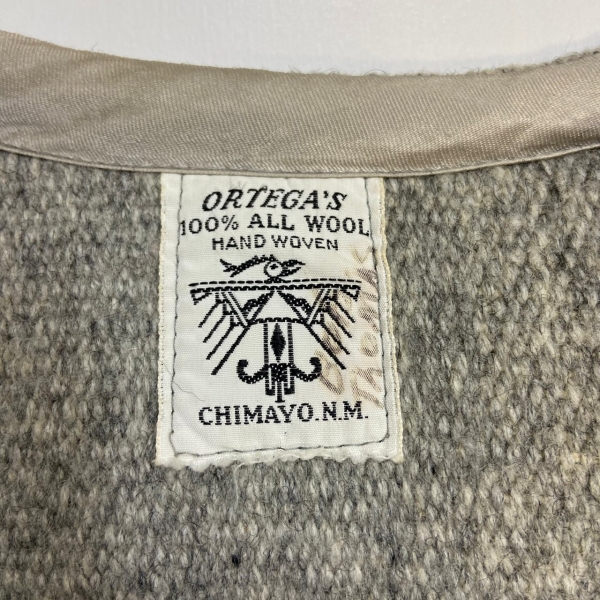 ORTEGA'S
100% ALL WOOL
HAND WOVEN
CHIMAYO.N.M.